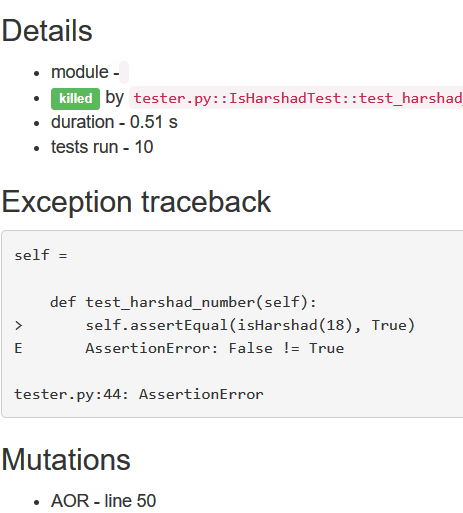 Details
module -
killed by tester.py::IsHarshadTest::test_harshad_
duration - 0.51 s
tests run - 10
Exception traceback
self =
def test_harshad_number(self):
> self.assertEqual(isHarshad(18), True)
E AssertionError: False != True
tester.py:44: AssertionError
Mutations
AOR - line 50